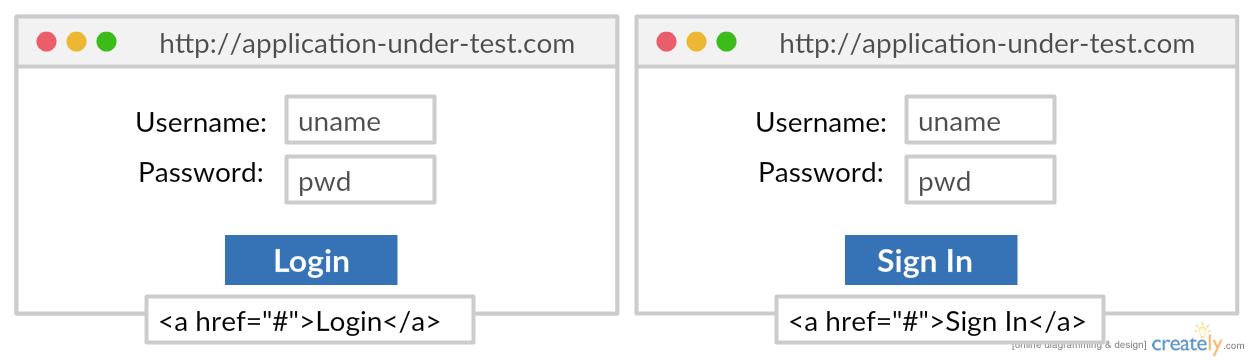 http://application-under-test.com
Username: uname
Password: pwd
Login
<a href="#">Login</a>
http://application-under-test.com
Username: uname
Password: pwd
Sign In
<a href="#">Sign In</a>
[online diagramming & design] creately.com